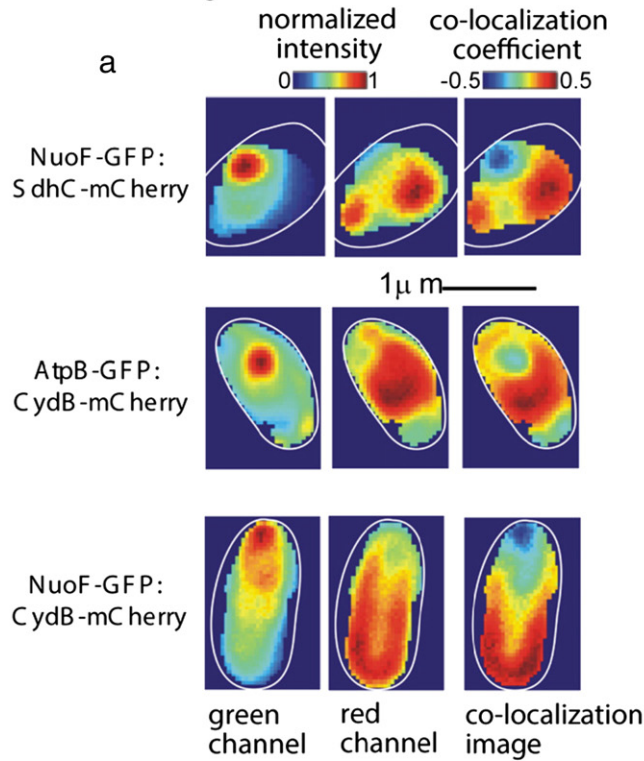 a
normalized
intensity
0 1
co-localization
coefficient
-0.5 0.5
NuoF-GFP:
SdhC-mCherry
1μ m
AtpB-GFP:
CydB-mCherry
NuoF-GFP:
CydB-mCherry
green
channel
red
channel
co-localization
image